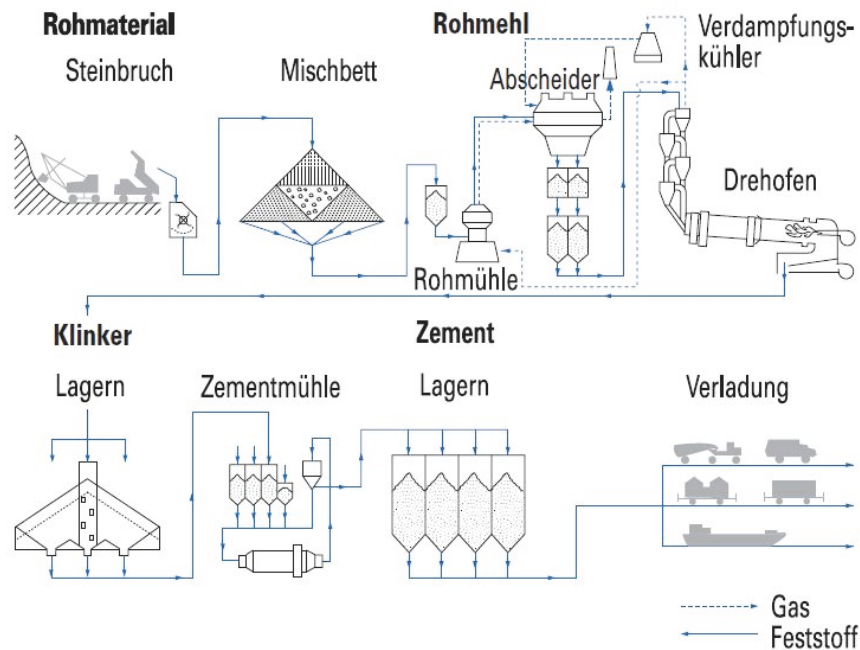 Rohmaterial
Steinbruch
Mischbett
Rohmehl
Abscheider
Verdampfungs-
kühler
Drehofen
Rohmühle
Klinker
Lagern
Zementmühle
Zement
Lagern
Verladung
Gas
Feststoff